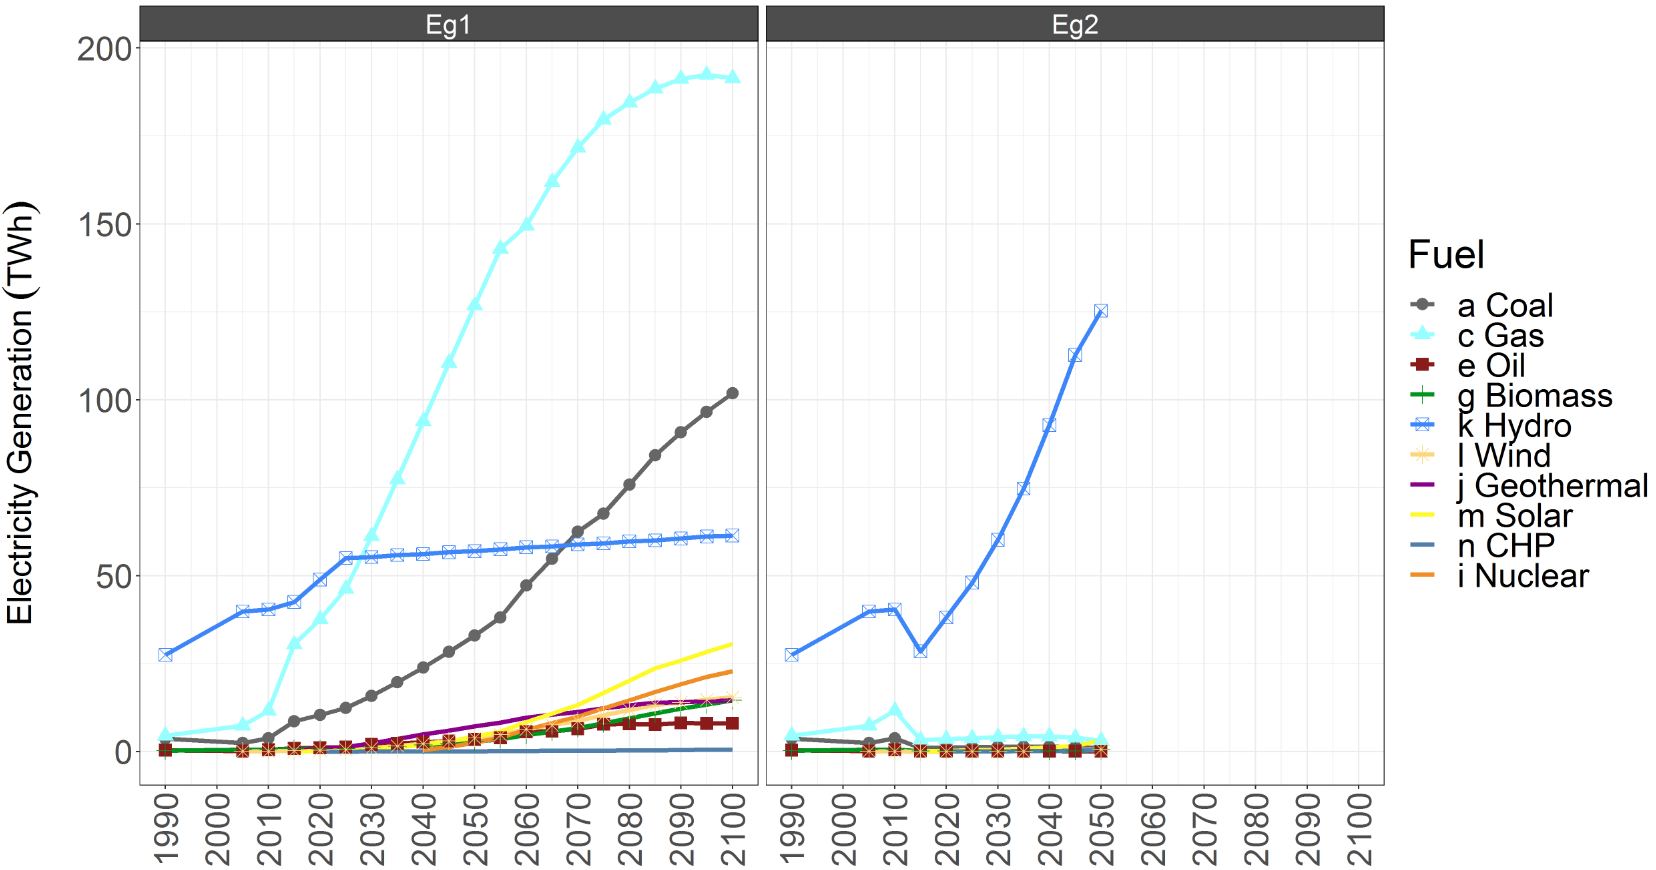 Eg1
Eg2
Electricity Generation (TWh)
200
150
100
50
0
1990
2000
2010
2020
2030
2040
2050
2060
2070
2080
2090
2100
1990
2000
2010
2020
2030
2040
2050
2060
2070
2080
2090
2100
Fuel
a Coal
c Gas
e Oil
g Biomass
k Hydro
l Wind
j Geothermal
m Solar
n CHP
i Nuclear